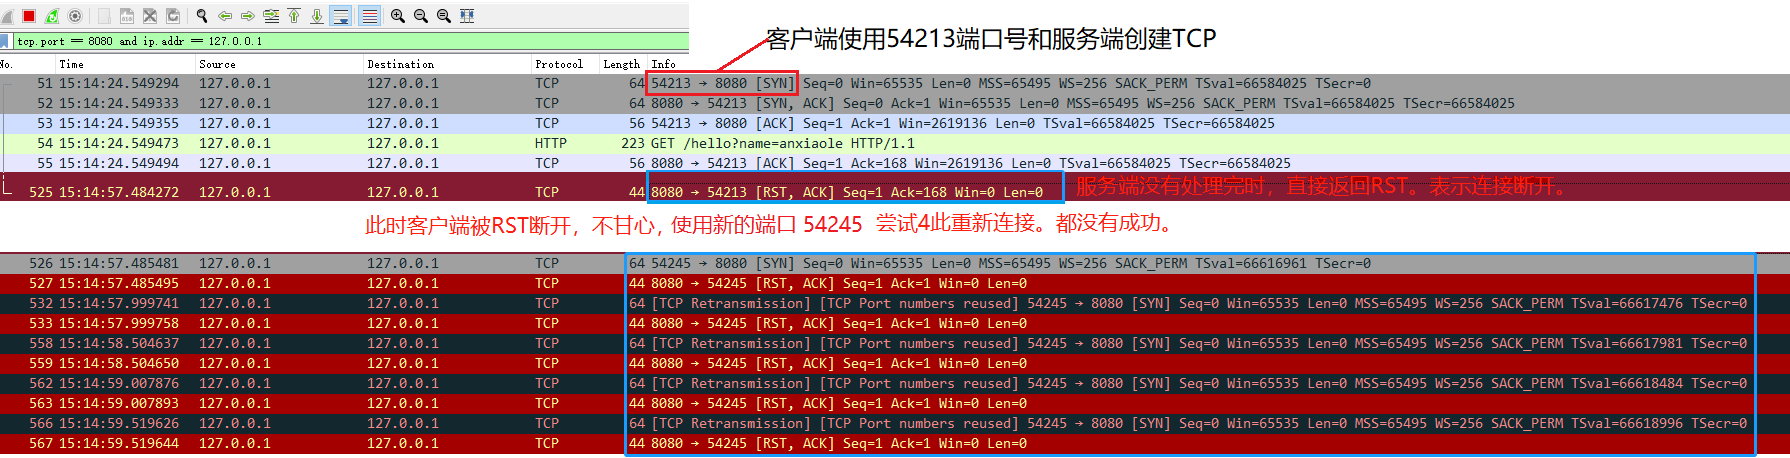 tcp.port == 8080 and ip.addr == 127.0.0.1
客户端使用54213端口号和服务端创建TCP
No. Time Source Destination Protocol Length Info
51 15:14:24.549294 127.0.0.1 127.0.0.1 TCP 64 54213 → 8080 [SYN] Seq=0 Win=65535 Len=0 MSS=65495 WS=256 SACK_PERM TSval=66584025 TSecr=0
52 15:14:24.549333 127.0.0.1 127.0.0.1 TCP 64 8080 → 54213 [SYN, ACK] Seq=0 Ack=1 Win=65535 Len=0 MSS=65495 WS=256 SACK_PERM TSval=66584025 TSecr=66584025
53 15:14:24.549355 127.0.0.1 127.0.0.1 TCP 56 54213 → 8080 [ACK] Seq=1 Ack=1 Win=2619136 Len=0 TSval=66584025 TSecr=66584025
54 15:14:24.549473 127.0.0.1 127.0.0.1 HTTP 223 GET /hello?name=anxiaole HTTP/1.1
55 15:14:24.549494 127.0.0.1 127.0.0.1 TCP 56 8080 → 54213 [ACK] Seq=1 Ack=168 Win=2619136 Len=0 TSval=66584025 TSecr=66584025
525 15:14:57.484272 127.0.0.1 127.0.0.1 TCP 44 8080 → 54213 [RST, ACK] Seq=1 Ack=168 Win=0 Len=0 服务端没有处理完时，直接返回RST。表示连接断开。
此时客户端被RST断开，不甘心，使用新的端口 54245 尝试4此重新连接。都没有成功。
526 15:14:57.485481 127.0.0.1 127.0.0.1 TCP 64 54245 → 8080 [SYN] Seq=0 Win=65535 Len=0 MSS=65495 WS=256 SACK_PERM TSval=66616961 TSecr=0
527 15:14:57.485495 127.0.0.1 127.0.0.1 TCP 44 8080 → 54245 [RST, ACK] Seq=1 Ack=1 Win=0 Len=0
532 15:14:57.999741 127.0.0.1 127.0.0.1 TCP 64 [TCP Retransmission] [TCP Port numbers reused] 54245 → 8080 [SYN] Seq=0 Win=65535 Len=0 MSS=65495 WS=256 SACK_PERM TSval=66617476 TSecr=0
533 15:14:57.999758 127.0.0.1 127.0.0.1 TCP 44 8080 → 54245 [RST, ACK] Seq=1 Ack=1 Win=0 Len=0
558 15:14:58.504637 127.0.0.1 127.0.0.1 TCP 64 [TCP Retransmission] [TCP Port numbers reused] 54245 → 8080 [SYN] Seq=0 Win=65535 Len=0 MSS=65495 WS=256 SACK_PERM TSval=66617981 TSecr=0
559 15:14:58.504650 127.0.0.1 127.0.0.1 TCP 44 8080 → 54245 [RST, ACK] Seq=1 Ack=1 Win=0 Len=0
562 15:14:59.007876 127.0.0.1 127.0.0.1 TCP 64 [TCP Retransmission] [TCP Port numbers reused] 54245 → 8080 [SYN] Seq=0 Win=65535 Len=0 MSS=65495 WS=256 SACK_PERM TSval=66618484 TSecr=0
563 15:14:59.007893 127.0.0.1 127.0.0.1 TCP 44 8080 → 54245 [RST, ACK] Seq=1 Ack=1 Win=0 Len=0
566 15:14:59.519626 127.0.0.1 127.0.0.1 TCP 64 [TCP Retransmission] [TCP Port numbers reused] 54245 → 8080 [SYN] Seq=0 Win=65535 Len=0 MSS=65495 WS=256 SACK_PERM TSval=66618996 TSecr=0
567 15:14:59.519644 127.0.0.1 127.0.0.1 TCP 44 8080 → 54245 [RST, ACK] Seq=1 Ack=1 Win=0 Len=0